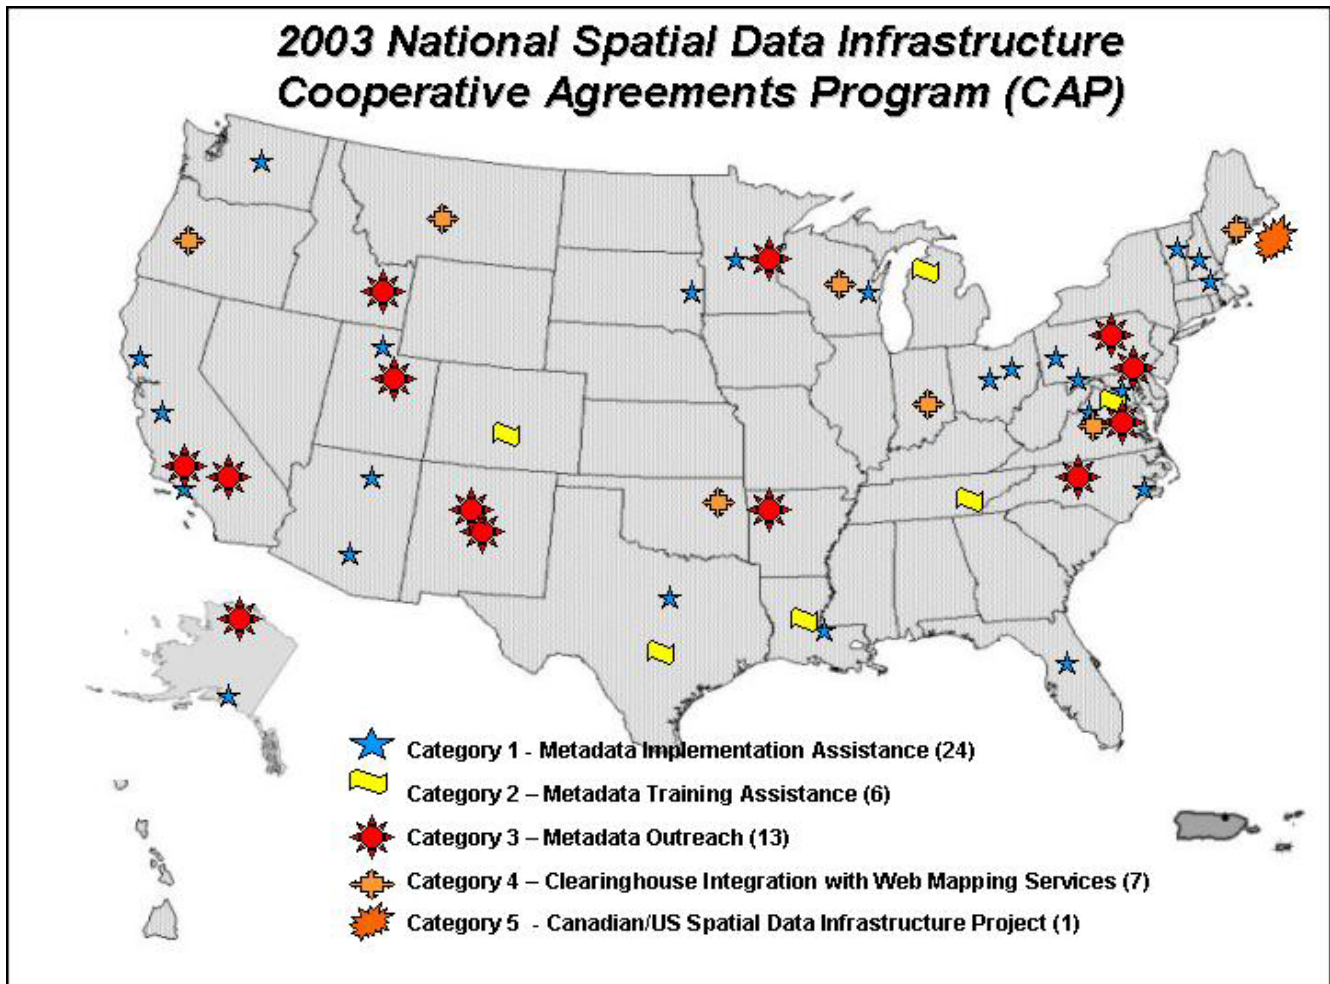 2003 National Spatial Data Infrastructure
Cooperative Agreements Program (CAP)
Category 1 - Metadata Implementation Assistance (24)
Category 2 – Metadata Training Assistance (6)
Category 3 – Metadata Outreach (13)
Category 4 – Clearinghouse Integration with Web Mapping Services (7)
Category 5 - Canadian/US Spatial Data Infrastructure Project (1)